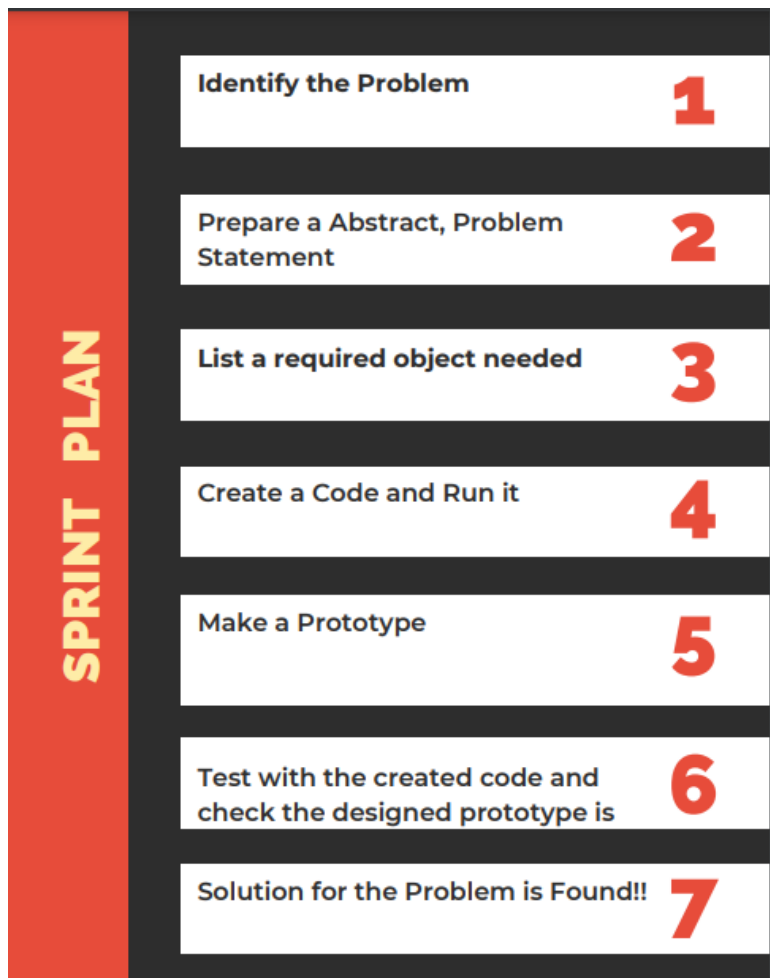 SPRINT PLAN
Identify the Problem
1
Prepare a Abstract, Problem
Statement
2
List a required object needed
3
Create a Code and Run it
4
Make a Prototype
5
Test with the created code and
check the designed prototype is
6
Solution for the Problem is Found!!
7